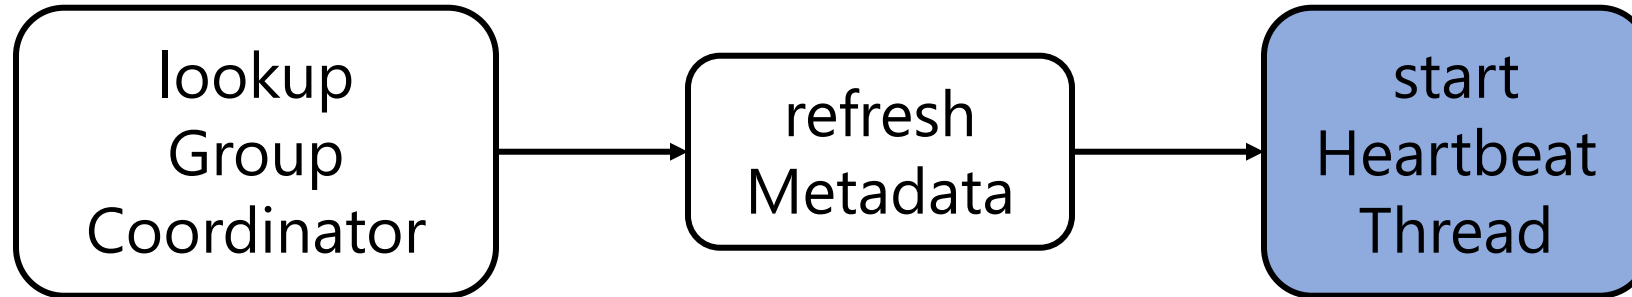 lookup
Group
Coordinator
refresh
Metadata
start
Heartbeat
Thread